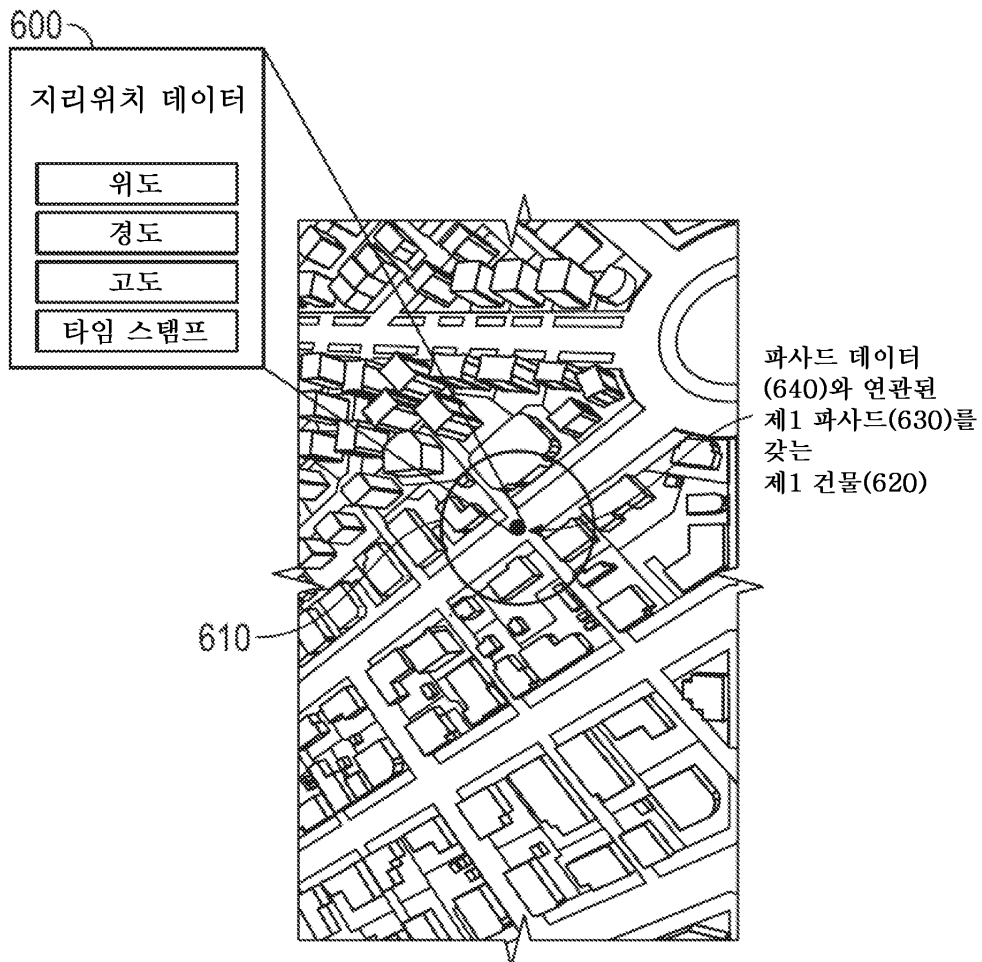 600
지리위치 데이터
위도
경도
고도
타임 스탬프
파사드 데이터
(640)와 연관된
제1 파사드(630)를
갖는
제1 건물(620)
610